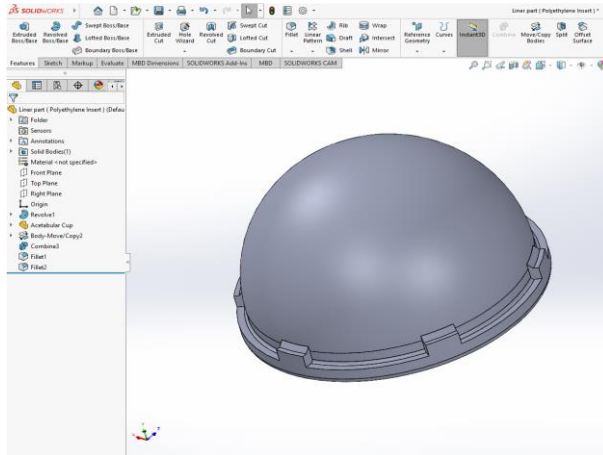 SOLIDWORKS
Liner part ( Polyethylene Insert ) *
Extruded Boss/Base
Revolved Boss/Base
Swept Boss/Base
Lofted Boss/Base
Boundary Boss/Base
Extruded Cut
Hole Wizard
Revolved Cut
Swept Cut
Lofted Cut
Boundary Cut
Fillet
Linear Pattern
Rib
Draft
Shell
Wrap
Intersect
Mirror
Reference Geometry
Curves
Instant3D
Combine
Move/Copy Bodies
Split
Offset Surface
Features Sketch Markup Evaluate MBD Dimensions SOLIDWORKS Add-Ins MBD SOLIDWORKS CAM
Liner part ( Polyethylene Insert ) (Defau
Folder
Sensors
Annotations
Solid Bodies(1)
Material <not specified>
Front Plane
Top Plane
Right Plane
Origin
Revolve1
Acetabular Cup
Body-Move/Copy2
Combine3
Fillet1
Fillet2